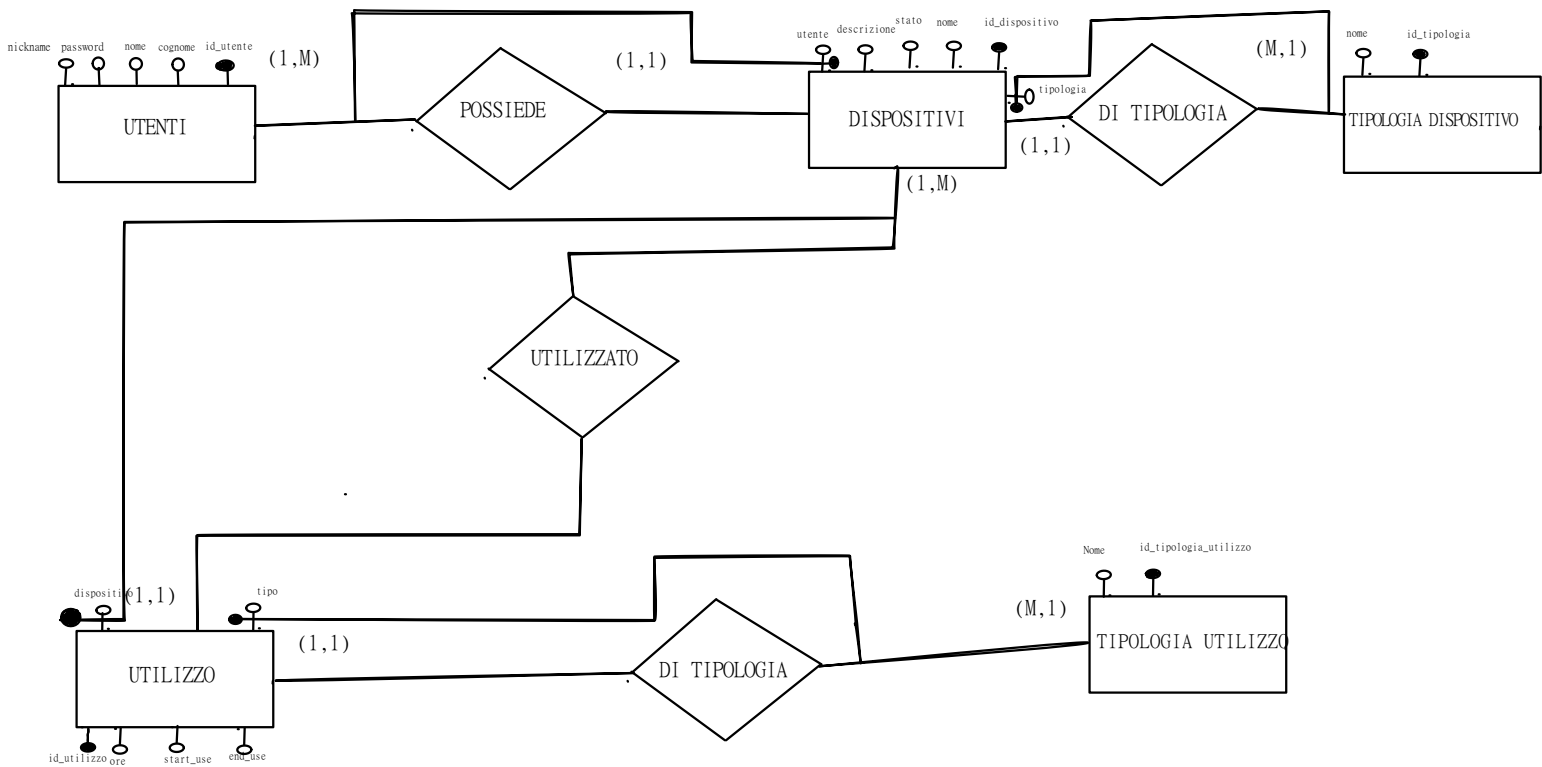 stato
nome
id_dispositivo
utente
descrizione
nome
id_tipologia
nickname
password
nome
cognome
id_utente
(1,M)
(1,1)
(M,1)
tipologia
UTENTI
POSSIEDE
DISPOSITIVI
DI TIPOLOGIA
TIPOLOGIA DISPOSITIVO
(1,1)
(1,M)
UTILIZZATO
Nome
id_tipologia_utilizzo
dispositivo
(1,1)
tipo
(M,1)
(1,1)
TIPOLOGIA UTILIZZO
UTILIZZO
DI TIPOLOGIA
id_utilizzo
ore
start_use
end_use